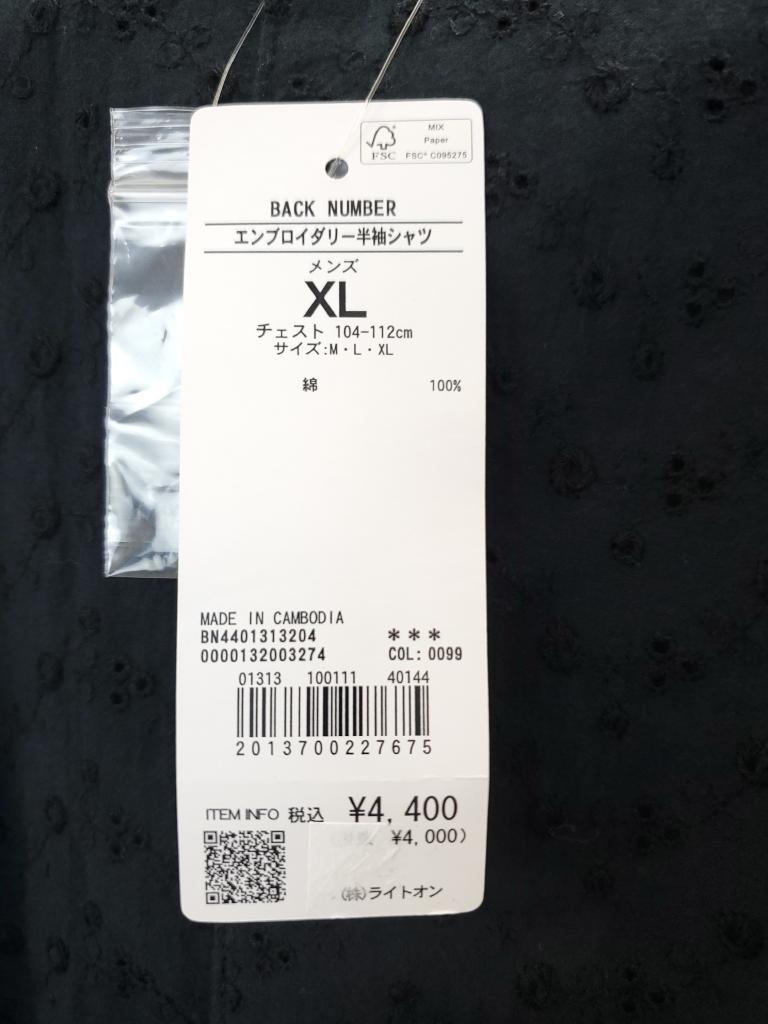 MIX
Paper
FSC FSC® C095275
BACK NUMBER
エンブロイダリー半袖シャツ
メンズ
XL
チェスト 104-112cm
サイズ:M・L・XL
綿 100%
MADE IN CAMBODIA
BN4401313204 ***
0000132003274 COL:0099
01313 100111 40144
2013700227675
ITEM INFO 税込 ¥4,400
¥4,000)
(株)ライトオン